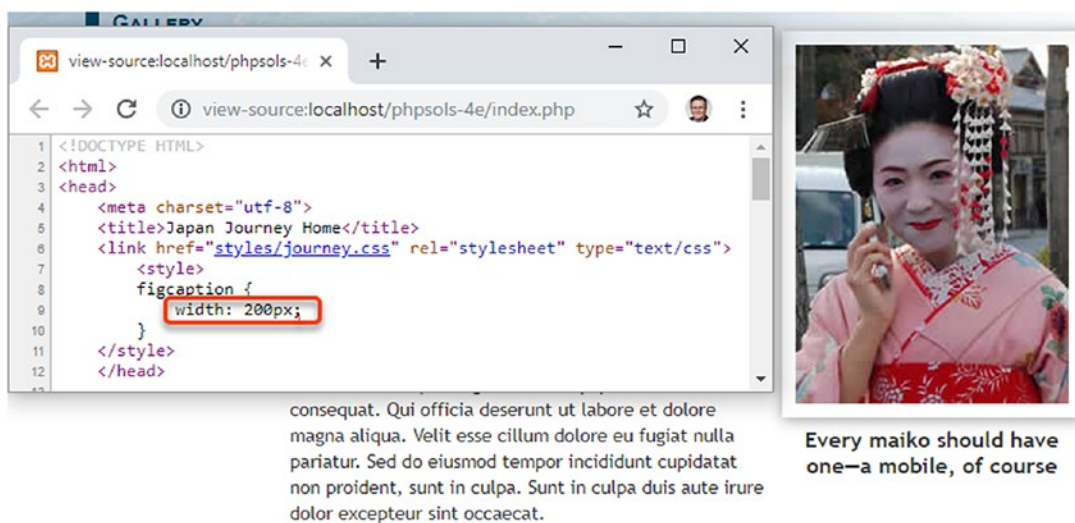 GALLERY
view-source:localhost/phpsols-4e
view-source:localhost/phpsols-4e/index.php
1 <!DOCTYPE HTML>
2 <html>
3 <head>
4 <meta charset="utf-8">
5 <title>Japan Journey Home</title>
6 <link href="styles/journey.css" rel="stylesheet" type="text/css">
7 <style>
8 figcaption {
9 width: 200px;
10 }
11 </style>
12 </head>
consequat. Qui officia deserunt ut labore et dolore
magna aliqua. Velit esse cillum dolore eu fugiat nulla
pariatur. Sed do eiusmod tempor incididunt cupidatat
non proident, sunt in culpa. Sunt in culpa duis aute irure
dolor excepteur sint occaecat.
Every maiko should have
one—a mobile, of course